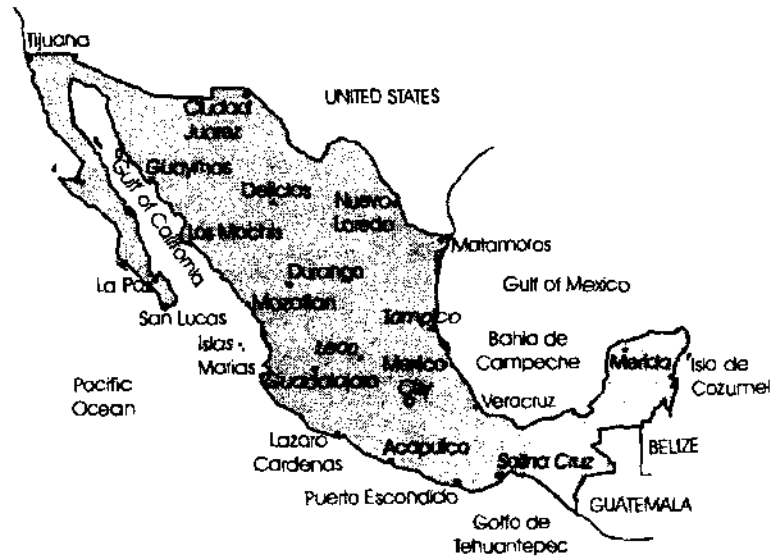 Tijuana
UNITED STATES
Ciudad
Juarez
Guaymas
Gulf of California
Delicias
Nuevo
Laredo
Los Mochis
Matamoros
Durango
La Paz
Gulf of Mexico
Mazatlan
San Lucas
Tampico
Islas
Marias
Leon
Bahia de
Campeche
Merida
Isla de
Cozumel
Mexico
City
Guadalajara
Pacific
Ocean
Veracruz
Lazaro
Cardenas
Acapulco
Salina Cruz
BELIZE
Puerto Escondido
GUATEMALA
Golfo de
Tehuantepec